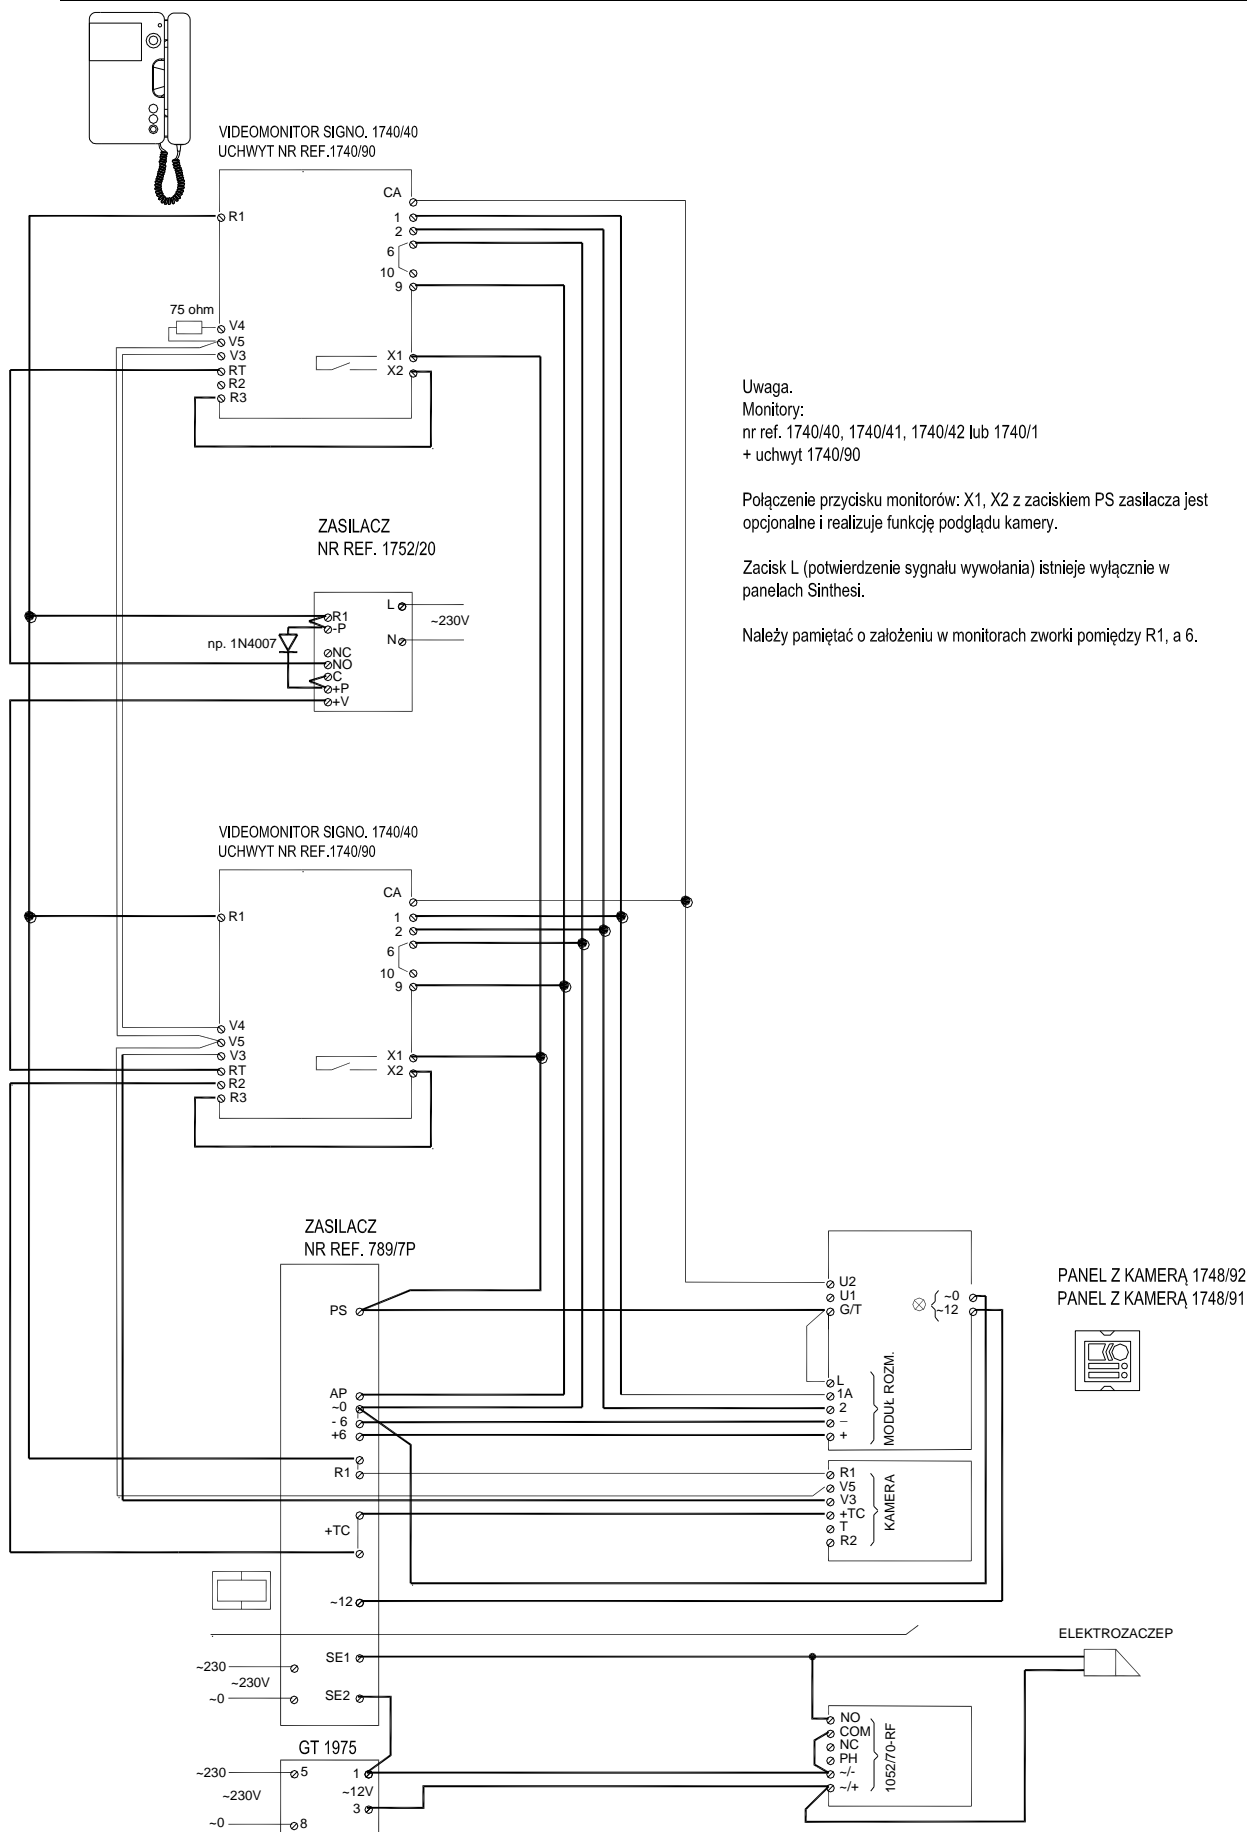 VIDEOMONITOR SIGNO. 1740/40
UCHWYT NR REF.1740/90
CA
R1
1
2
6
10
9
75 ohm
V4
V5
V3
RT
R2
R3
X1
X2
Uwaga.
Monitory:
nr ref. 1740/40, 1740/41, 1740/42 lub 1740/1
+ uchwyt 1740/90
Połączenie przycisku monitorów: X1, X2 z zaciskiem PS zasilacza jest
opcjonalne i realizuje funkcję podglądu kamery.
Zacisk L (potwierdzenie sygnału wywołania) istnieje wyłącznie w
panelach Sinthesi.
Należy pamiętać o założeniu w monitorach zworki pomiędzy R1, a 6.
ZASILACZ
NR REF. 1752/20
L
~230V
N
R1
-P
np. 1N4007
NC
NO
C
+P
+V
VIDEOMONITOR SIGNO. 1740/40
UCHWYT NR REF.1740/90
CA
R1
1
2
6
10
9
V4
V5
V3
RT
R2
R3
X1
X2
ZASILACZ
NR REF. 789/7P
PS
AP
~0
- 6
+6
R1
+TC
~12
SE1
SE2
~230
~230V
~0
U2
U1
G/T
~0
~12
L
1A
2
–
+
MODUŁ ROZM.
PANEL Z KAMERĄ 1748/92
PANEL Z KAMERĄ 1748/91
R1
V5
V3
+TC
T
R2
KAMERA
ELEKTROZACZEP
GT 1975
~230
5
~230V
~0
8
1
~12V
3
NO
COM
NC
PH
~/-
~/+
1052/70-RF